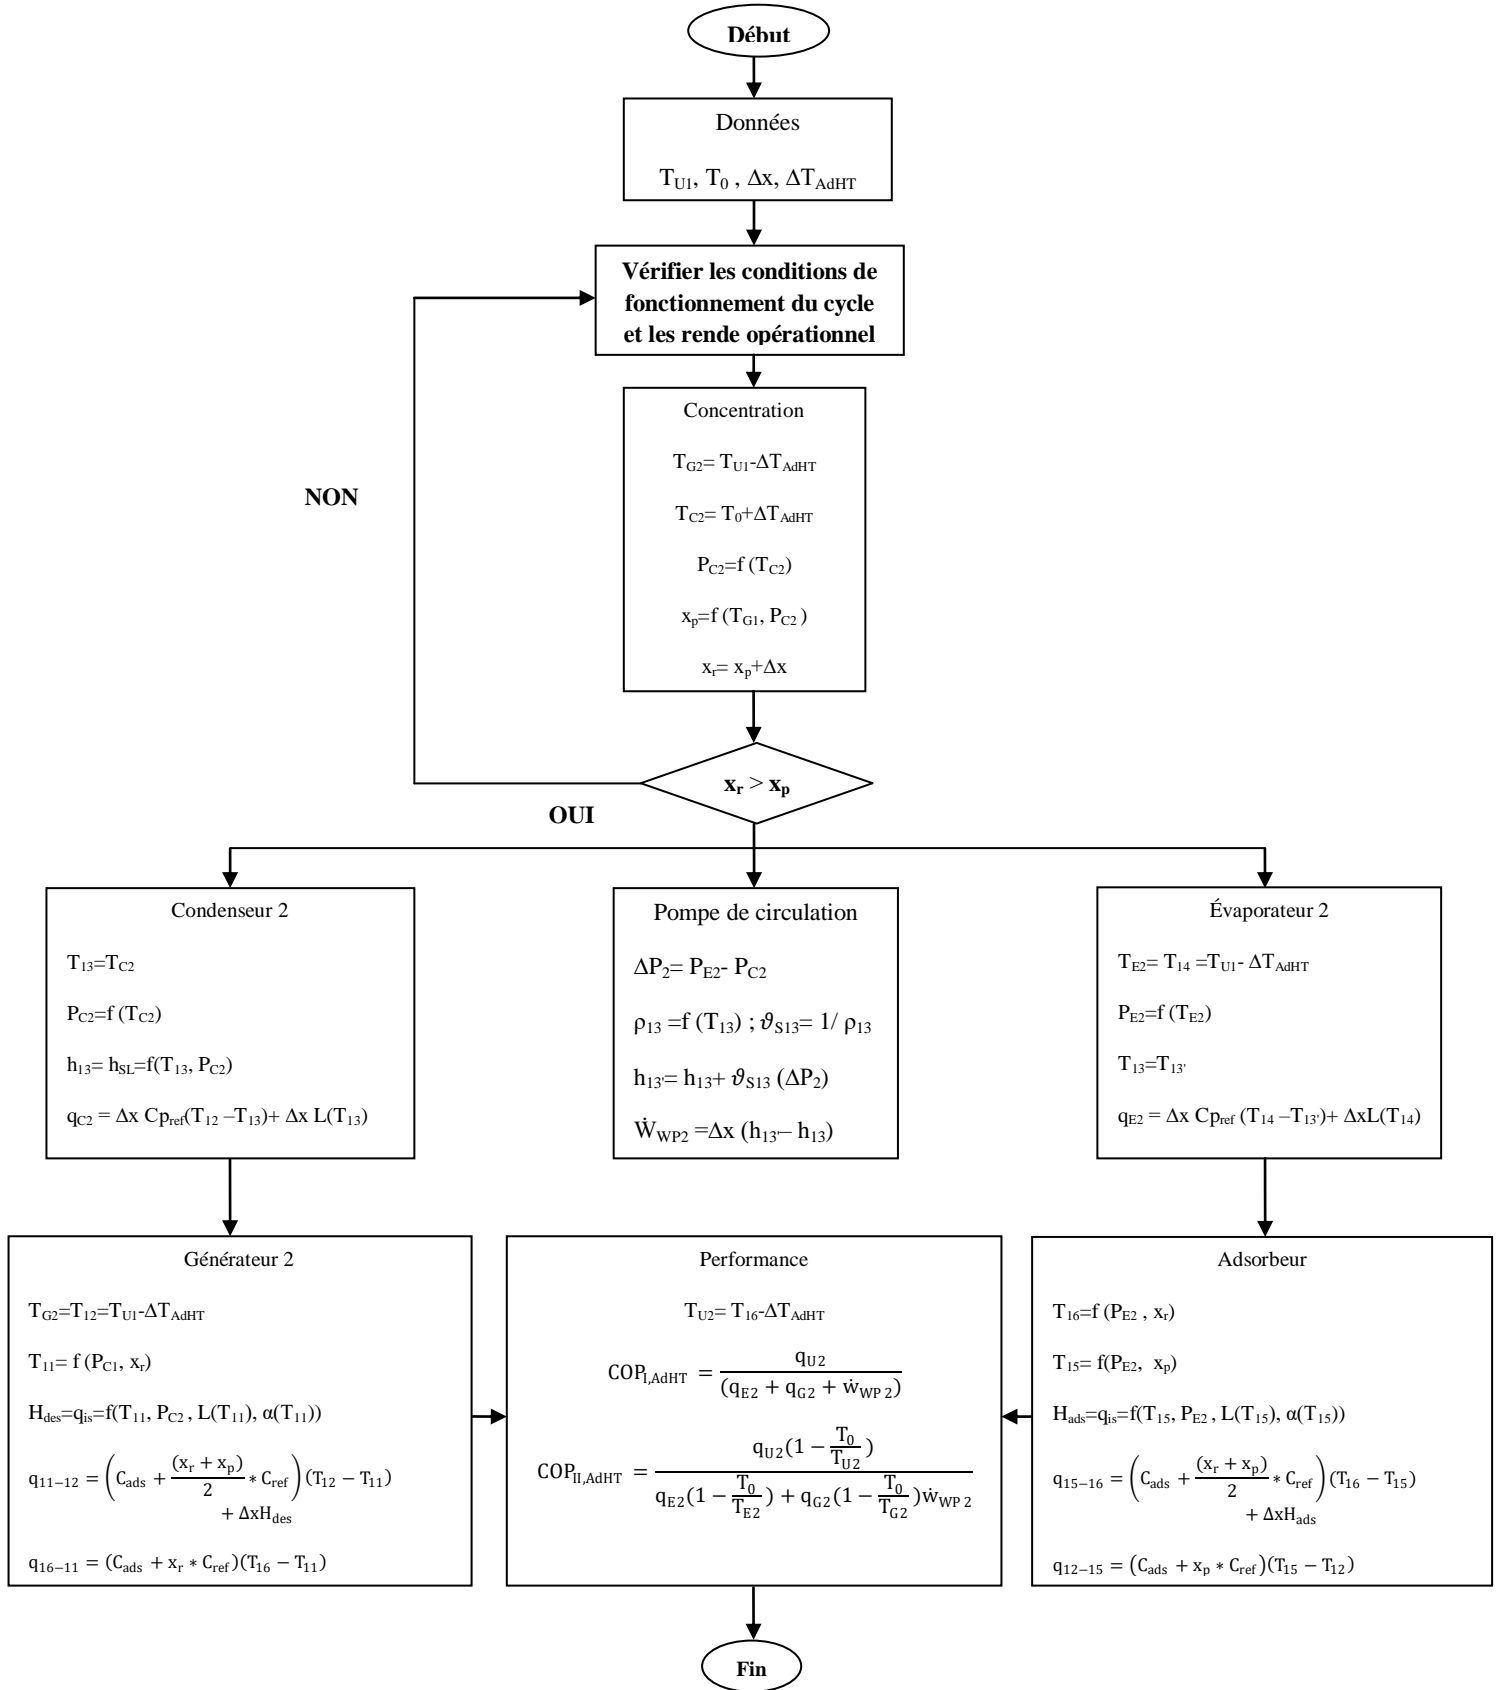 Début
Données
T_U1, T_0 , Δx, ΔT_AdHT
Vérifier les conditions de
fonctionnement du cycle
et les rende opérationnel
Concentration
T_G2= T_U1-ΔT_AdHT
T_C2= T_0+ΔT_AdHT
P_C2=f (T_C2)
x_p=f (T_G1, P_C2 )
x_r= x_p+Δx
NON
x_r > x_p
OUI
Condenseur 2
T_13=T_C2
P_C2=f (T_C2)
h_13= h_SL=f(T_13, P_C2)
q_C2 = Δx Cp_ref(T_12 –T_13)+ Δx L(T_13)
Pompe de circulation
ΔP_2= P_E2- P_C2
ρ_13 =f (T_13) ; ϑ_S13= 1/ ρ_13
h_13'= h_13+ ϑ_S13 (ΔP_2)
Ẇ_WP2 =Δx (h_13'– h_13)
Évaporateur 2
T_E2= T_14 =T_U1- ΔT_AdHT
P_E2=f (T_E2)
T_13=T_13'
q_E2 = Δx Cp_ref (T_14 –T_13')+ ΔxL(T_14)
Générateur 2
T_G2=T_12=T_U1-ΔT_AdHT
T_11= f (P_C1, x_r)
H_des=q_is=f(T_11, P_C2 , L(T_11), α(T_11))
q_11−12 = (C_ads + (x_r + x_p)/2 * C_ref) (T_12 − T_11)
+ ΔxH_des
q_16−11 = (C_ads + x_r * C_ref)(T_16 − T_11)
Performance
T_U2= T_16-ΔT_AdHT
COP_I,AdHT = q_U2/(q_E2 + q_G2 + ẇ_WP 2)
COP_II,AdHT = q_U2(1 − T_0/T_U2)/(q_E2(1 − T_0/T_E2) + q_G2(1 − T_0/T_G2)ẇ_WP 2)
Adsorbeur
T_16=f (P_E2 , x_r)
T_15= f(P_E2, x_p)
H_ads=q_is=f(T_15, P_E2 , L(T_15), α(T_15))
q_15−16 = (C_ads + (x_r + x_p)/2 * C_ref) (T_16 − T_15)
+ ΔxH_ads
q_12−15 = (C_ads + x_p * C_ref)(T_15 − T_12)
Fin